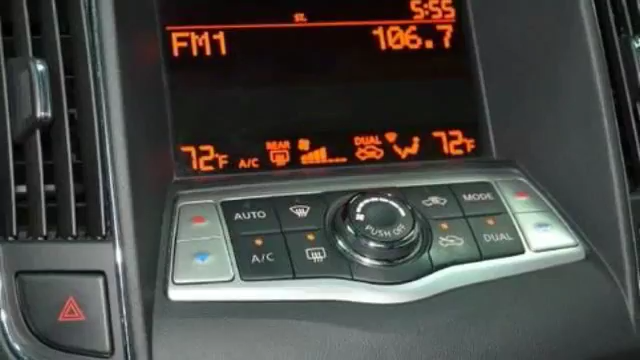 5:55
ST.
FM1 106.7
REAR DUAL
72°F A/C 72°F
AUTO MODE
PUSH OFF
A/C DUAL